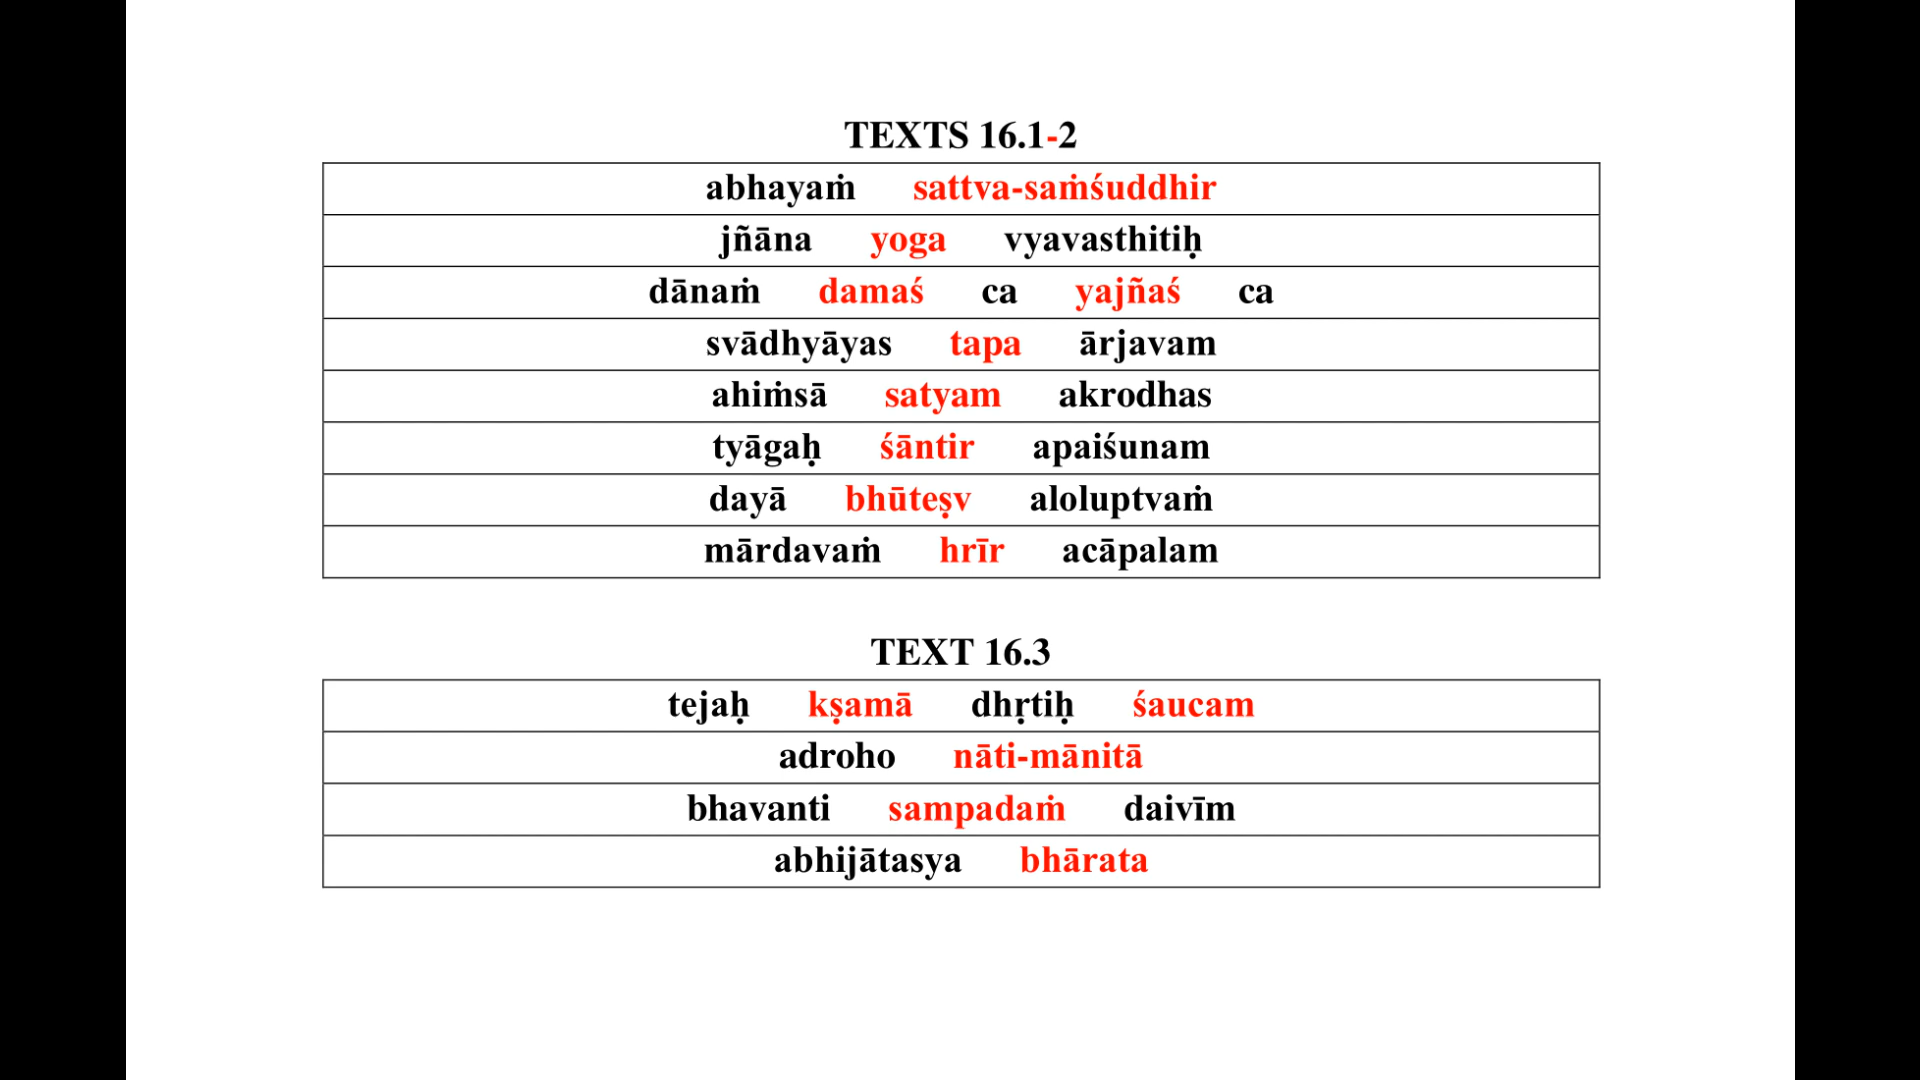 TEXTS 16.1-2
abhayaṁ sattva-saṁśuddhir
jñāna yoga vyavasthitiḥ
dānaṁ damaś ca yajñaś ca
svādhyāyas tapa ārjavam
ahiṁsā satyam akrodhas
tyāgaḥ śāntir apaiśunam
dayā bhūteṣv aloluptvaṁ
mārdavaṁ hrīr acāpalam
TEXT 16.3
tejaḥ kṣamā dhṛtiḥ śaucam
adroho nāti-mānitā
bhavanti sampadaṁ daivīm
abhijātasya bhārata